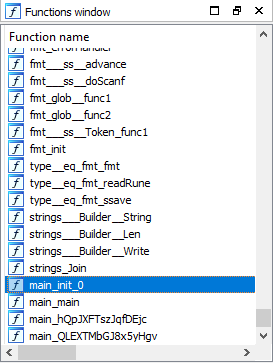 Functions window
Function name
fmt_errorHandler
fmt___ss__advance
fmt___ss__doScanf
fmt_glob__func1
fmt_glob__func2
fmt___ss__Token_func1
fmt_init
type__eq_fmt_fmt
type__eq_fmt_readRune
type__eq_fmt_ssave
strings___Builder__String
strings___Builder__Len
strings___Builder__Write
strings_Join
main_init_0
main_main
main_hQpJXFTszJqfDEjc
main_QLEXTMbGJ8x5yHgv